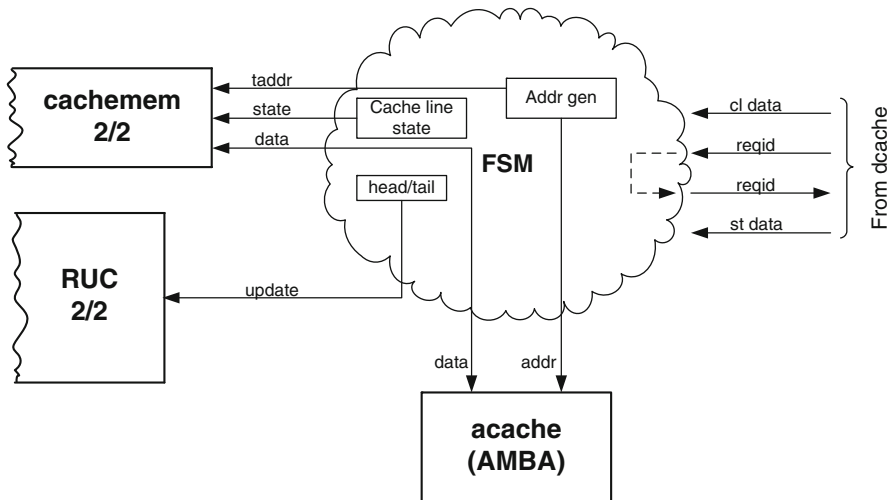 taddr
cachemem
2/2
state
data
Cache line
state
Addr gen
FSM
head/tail
cl data
reqid
reqid
st data
From dcache
RUC
2/2
update
data
addr
acache
(AMBA)